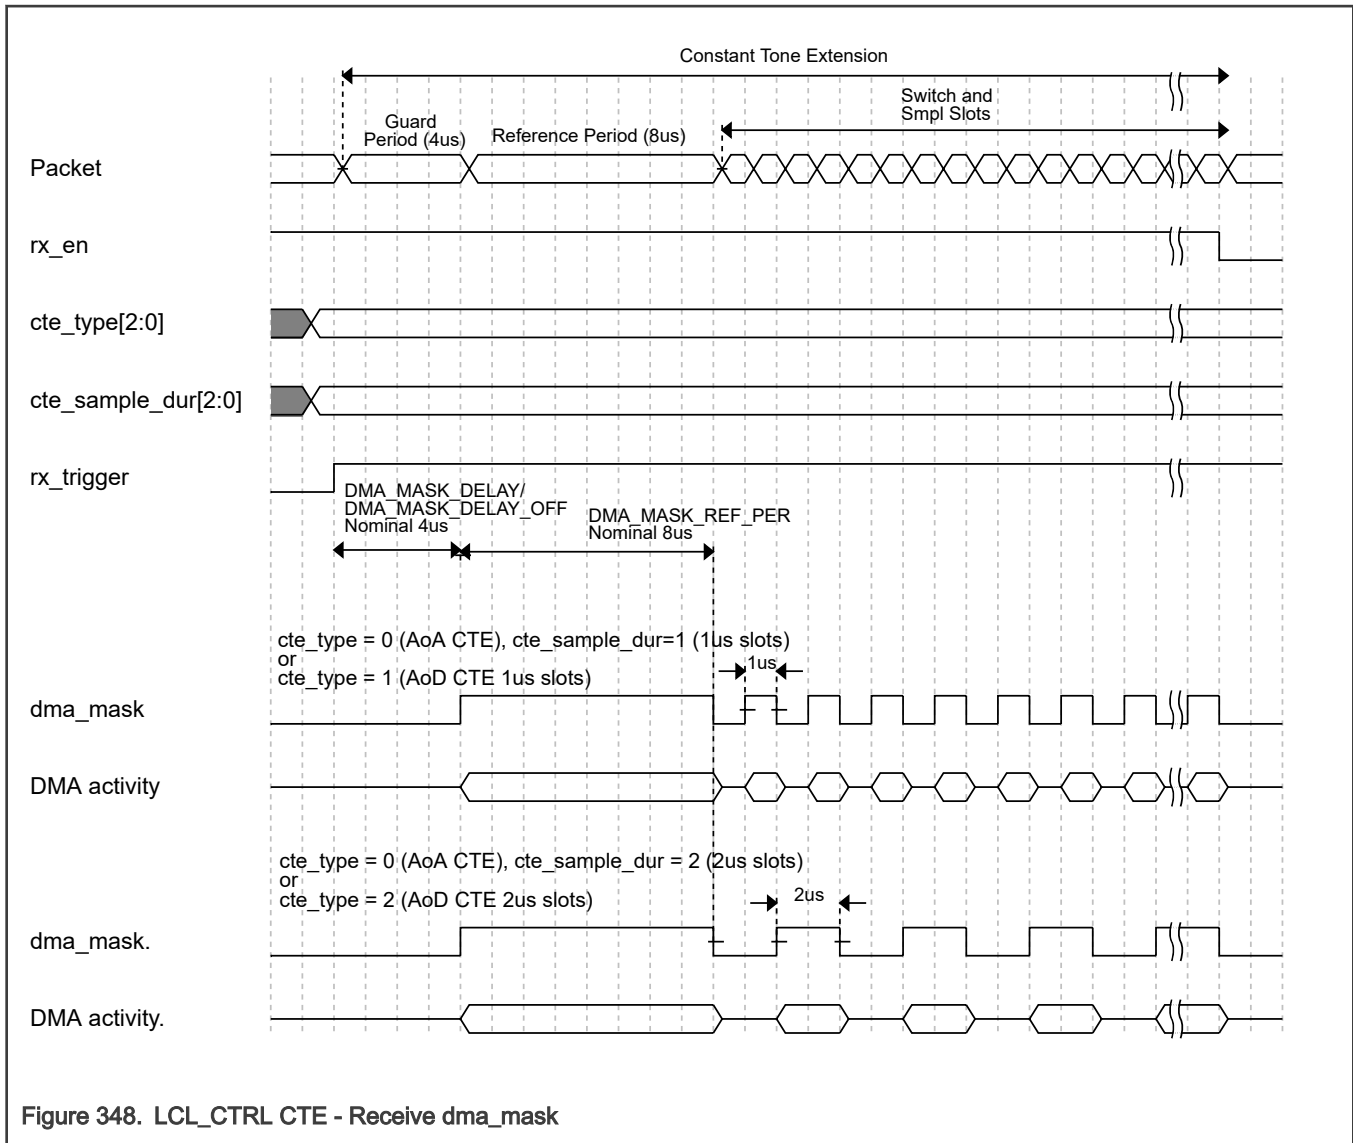 Constant Tone Extension
Switch and
Smpl Slots
Guard
Period (4us)
Reference Period (8us)
Packet
rx_en
cte_type[2:0]
cte_sample_dur[2:0]
rx_trigger
DMA_MASK_DELAY/
DMA_MASK_DELAY_OFF
Nominal 4us
DMA_MASK_REF_PER
Nominal 8us
cte_type = 0 (AoA CTE), cte_sample_dur=1 (1us slots)
or
cte_type = 1 (AoD CTE 1us slots)
1us
dma_mask
DMA activity
cte_type = 0 (AoA CTE), cte_sample_dur = 2 (2us slots)
or
cte_type = 2 (AoD CTE 2us slots)
2us
dma_mask.
DMA activity.
Figure 348. LCL_CTRL CTE - Receive dma_mask